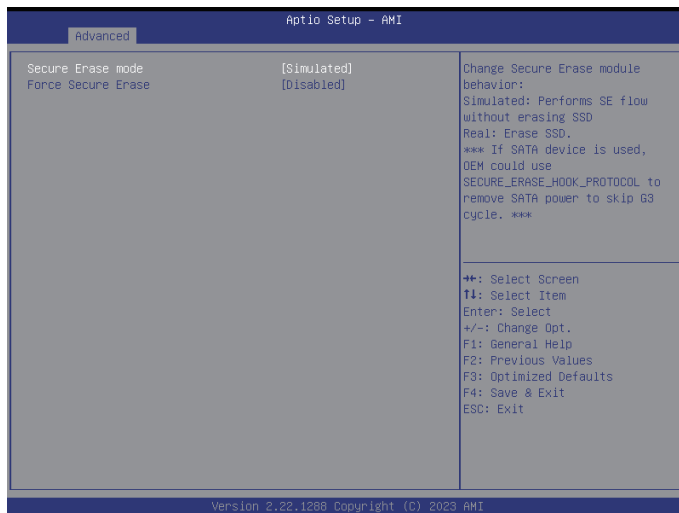 Aptio Setup – AMI
Advanced
Secure Erase mode [Simulated]
Force Secure Erase [Disabled]
Change Secure Erase module
behavior:
Simulated: Performs SE flow
without erasing SSD
Real: Erase SSD.
*** If SATA device is used,
OEM could use
SECURE_ERASE_HOOK_PROTOCOL to
remove SATA power to skip G3
cycle. ***
→←: Select Screen
↑↓: Select Item
Enter: Select
+/-: Change Opt.
F1: General Help
F2: Previous Values
F3: Optimized Defaults
F4: Save & Exit
ESC: Exit
Version 2.22.1288 Copyright (C) 2023 AMI